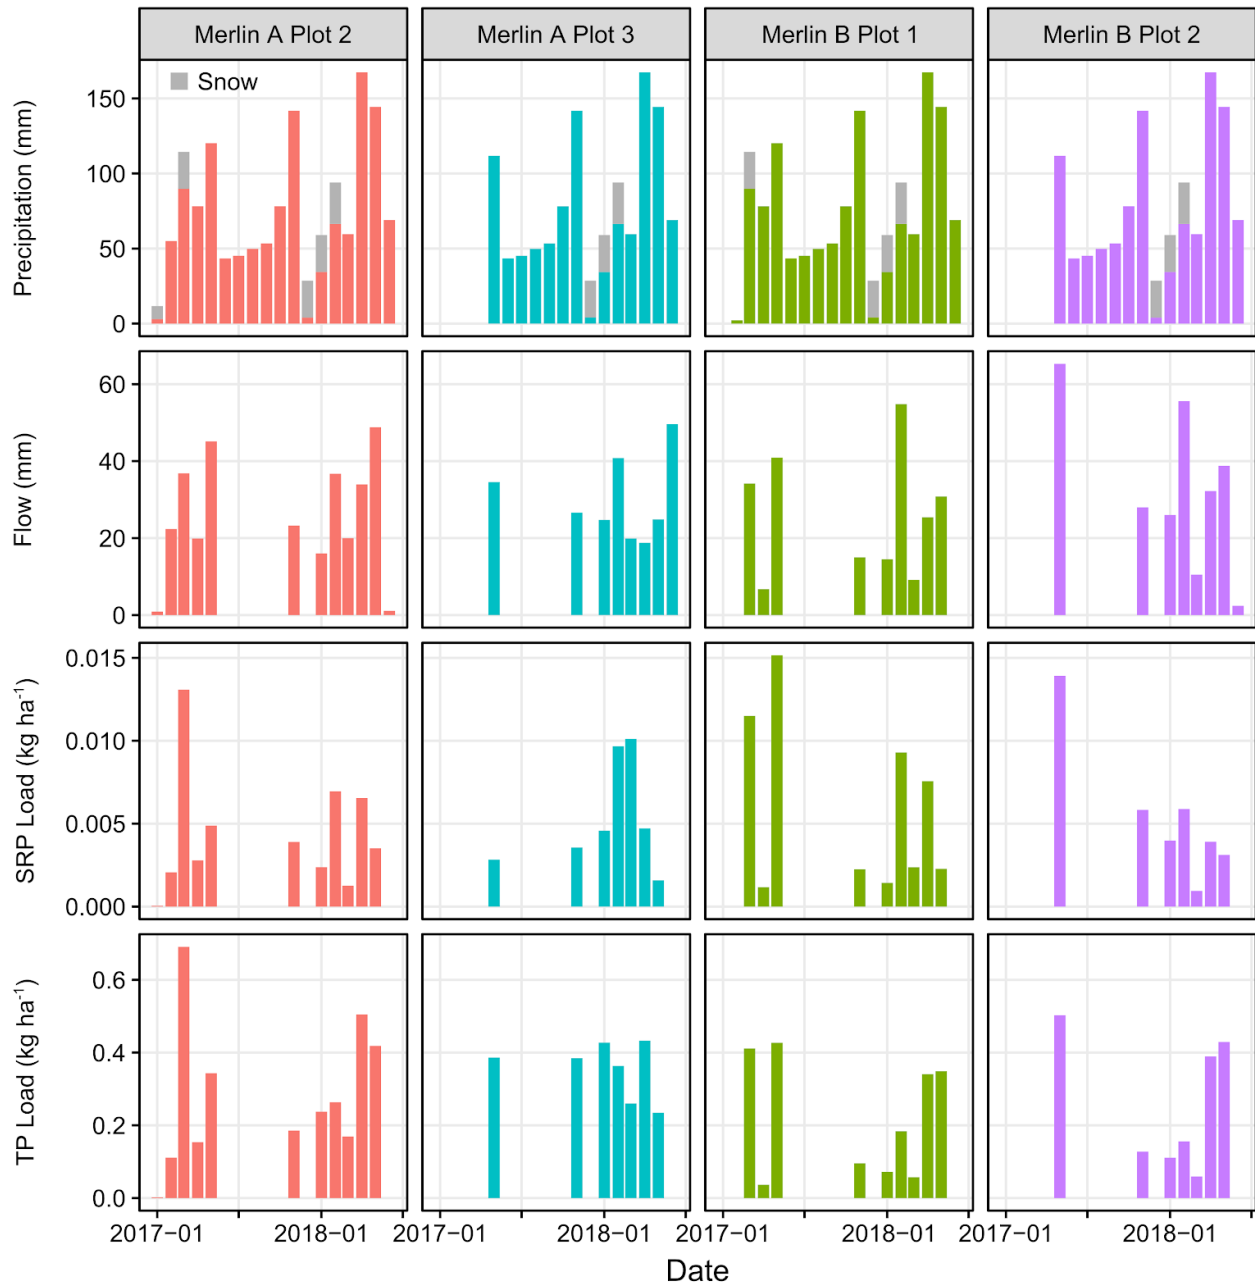 Merlin A Plot 2
Merlin A Plot 3
Merlin B Plot 1
Merlin B Plot 2
Precipitation (mm)
150
100
50
0
Snow
Flow (mm)
60
40
20
0
SRP Load (kg ha⁻¹)
0.015
0.010
0.005
0.000
TP Load (kg ha⁻¹)
0.6
0.4
0.2
0.0
2017−01
2018−01
2017−01
2018−01
2017−01
2018−01
2017−01
2018−01
Date